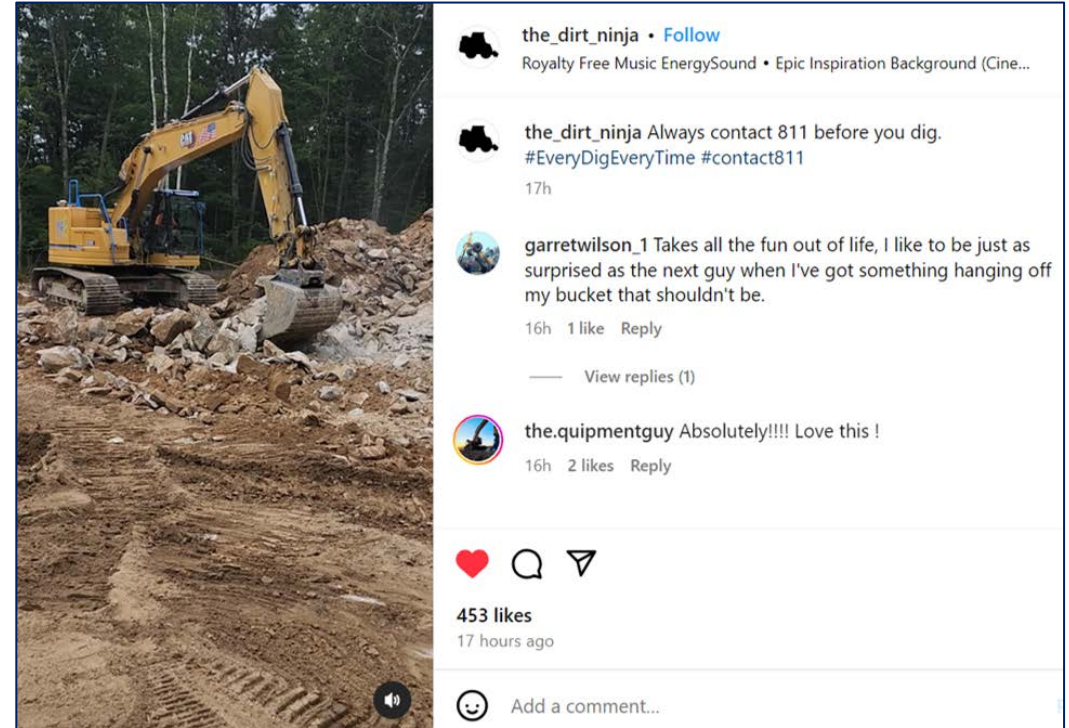 CAT
the_dirt_ninja • Follow
Royalty Free Music EnergySound • Epic Inspiration Background (Cine...
the_dirt_ninja Always contact 811 before you dig.
#EveryDigEveryTime #contact811
17h
garretwilson_1 Takes all the fun out of life, I like to be just as
surprised as the next guy when I've got something hanging off
my bucket that shouldn't be.
16h 1 like Reply
View replies (1)
the.quipmentguy Absolutely!!!! Love this !
16h 2 likes Reply
453 likes
17 hours ago
Add a comment...